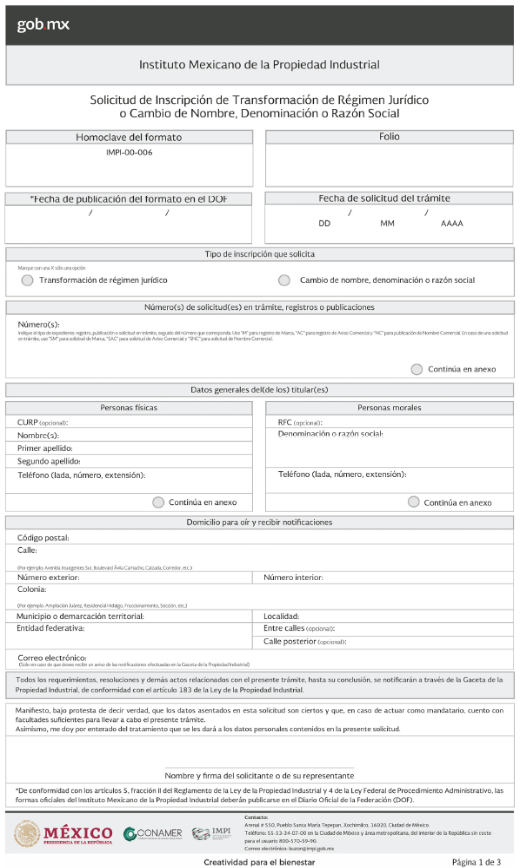 gob.mx
Instituto Mexicano de la Propiedad Industrial
Solicitud de Inscripción de Transformación de Régimen Jurídico
o Cambio de Nombre, Denominación o Razón Social
Homoclave del formato
IMPI-00-006
Folio
*Fecha de publicación del formato en el DOF
/ /
Fecha de solicitud del trámite
/ /
DD MM AAAA
Tipo de inscripción que solicita
Marque con una X sólo una opción
Transformación de régimen jurídico
Cambio de nombre, denominación o razón social
Número(s) de solicitud(es) en trámite, registros o publicaciones
Número(s):
Indique el tipo de expediente: registro, publicación o solicitud en trámite, seguido del número que corresponda. Use "M" para registro de Marca, "AC" para registro de Aviso Comercial y "NC" para publicación de Nombre Comercial. En caso de una solicitud
en trámite, use "SM" para solicitud de Marca, "SAC" para solicitud de Aviso Comercial y "SNC" para solicitud de Nombre Comercial.
Continúa en anexo
Datos generales del(de los) titular(es)
Personas físicas
CURP (opcional):
Nombre(s):
Primer apellido:
Segundo apellido:
Teléfono (lada, número, extensión):
Continúa en anexo
Personas morales
RFC (opcional):
Denominación o razón social:
Teléfono (lada, número, extensión):
Continúa en anexo
Domicilio para oír y recibir notificaciones
Código postal:
Calle:
(Por ejemplo: Avenida Insurgentes Sur, Boulevard Ávila Camacho, Calzada, Corredor, etc.)
Número exterior:
Número interior:
Colonia:
(Por ejemplo: Ampliación Juárez, Residencial Hidalgo, Fraccionamiento, Sección, etc.)
Municipio o demarcación territorial:
Localidad:
Entidad federativa:
Entre calles (opcional):
Calle posterior (opcional):
Correo electrónico:
(Sólo en caso de que desee recibir un aviso de las notificaciones efectuadas en la Gaceta de la Propiedad Industrial)
Todos los requerimientos, resoluciones y demás actos relacionados con el presente trámite, hasta su conclusión, se notificarán a través de la Gaceta de la
Propiedad Industrial, de conformidad con el artículo 183 de la Ley de la Propiedad Industrial.
Manifiesto, bajo protesta de decir verdad, que los datos asentados en esta solicitud son ciertos y que, en caso de actuar como mandatario, cuento con
facultades suficientes para llevar a cabo el presente trámite.
Asimismo, me doy por enterado del tratamiento que se les dará a los datos personales contenidos en la presente solicitud.
Nombre y firma del solicitante o de su representante
*De conformidad con los artículos 5, fracción II del Reglamento de la Ley de la Propiedad Industrial y 4 de la Ley Federal de Procedimiento Administrativo, las
formas oficiales del Instituto Mexicano de la Propiedad Industrial deberán publicarse en el Diario Oficial de la Federación (DOF).
MÉXICO
PRESIDENCIA DE LA REPÚBLICA
CONAMER
IMPI
Contacto:
Arenal # 550, Pueblo Santa María Tepepan, Xochimilco, 16020, Ciudad de México.
Teléfono: 55-53-34-07-00 en la Ciudad de México y área metropolitana, del interior de la República sin costo
para el usuario 800-570-59-90.
Correo electrónico: buzon@impi.gob.mx
Creatividad para el bienestar
Página 1 de 3